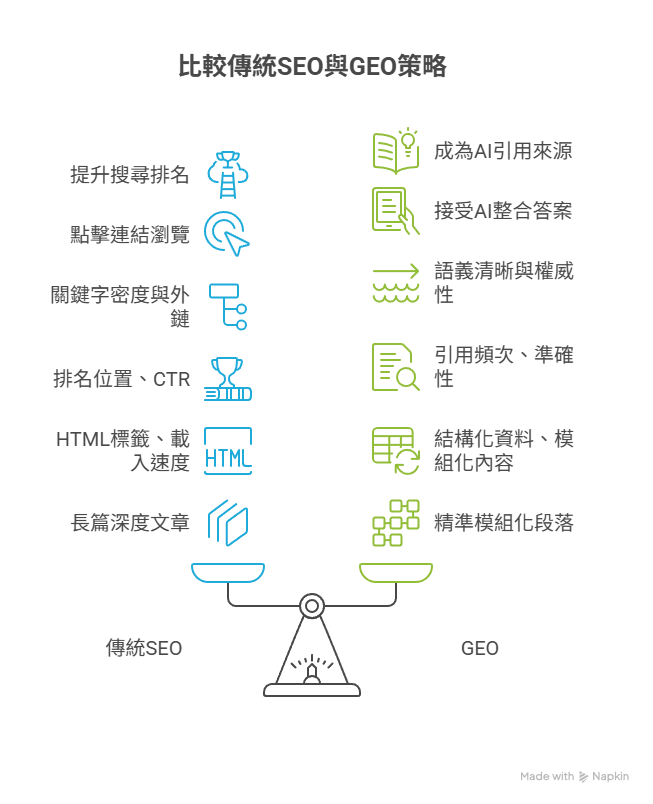 比較傳統SEO與GEO策略
提升搜尋排名
點擊連結瀏覽
關鍵字密度與外
鏈
排名位置、CTR
HTML標籤、載
入速度
HTML
長篇深度文章
成為AI引用來源
接受AI整合答案
語義清晰與權威
性
引用頻次、準確
性
結構化資料、模
組化內容
精準模組化段落
傳統SEO
GEO
Made with Napkin